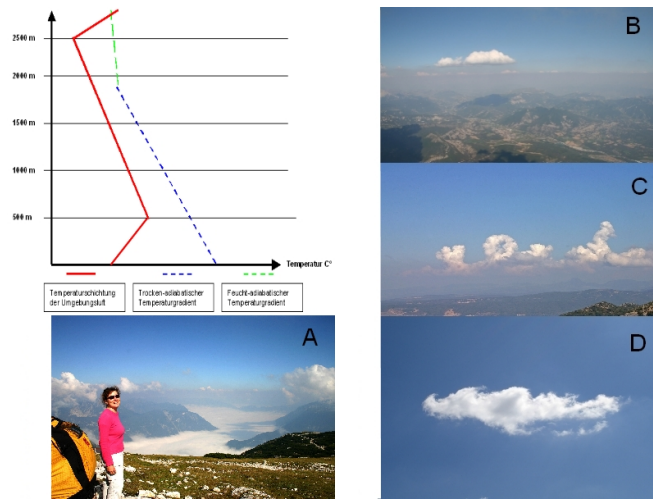 2500 m
2000 m
1500 m
1000 m
500 m
Temperatur C°
Temperaturschichtung
der Umgebungsluft
Trocken-adiabatischer
Temperaturgradient
Feucht-adiabatischer
Temperaturgradient
A
B
C
D